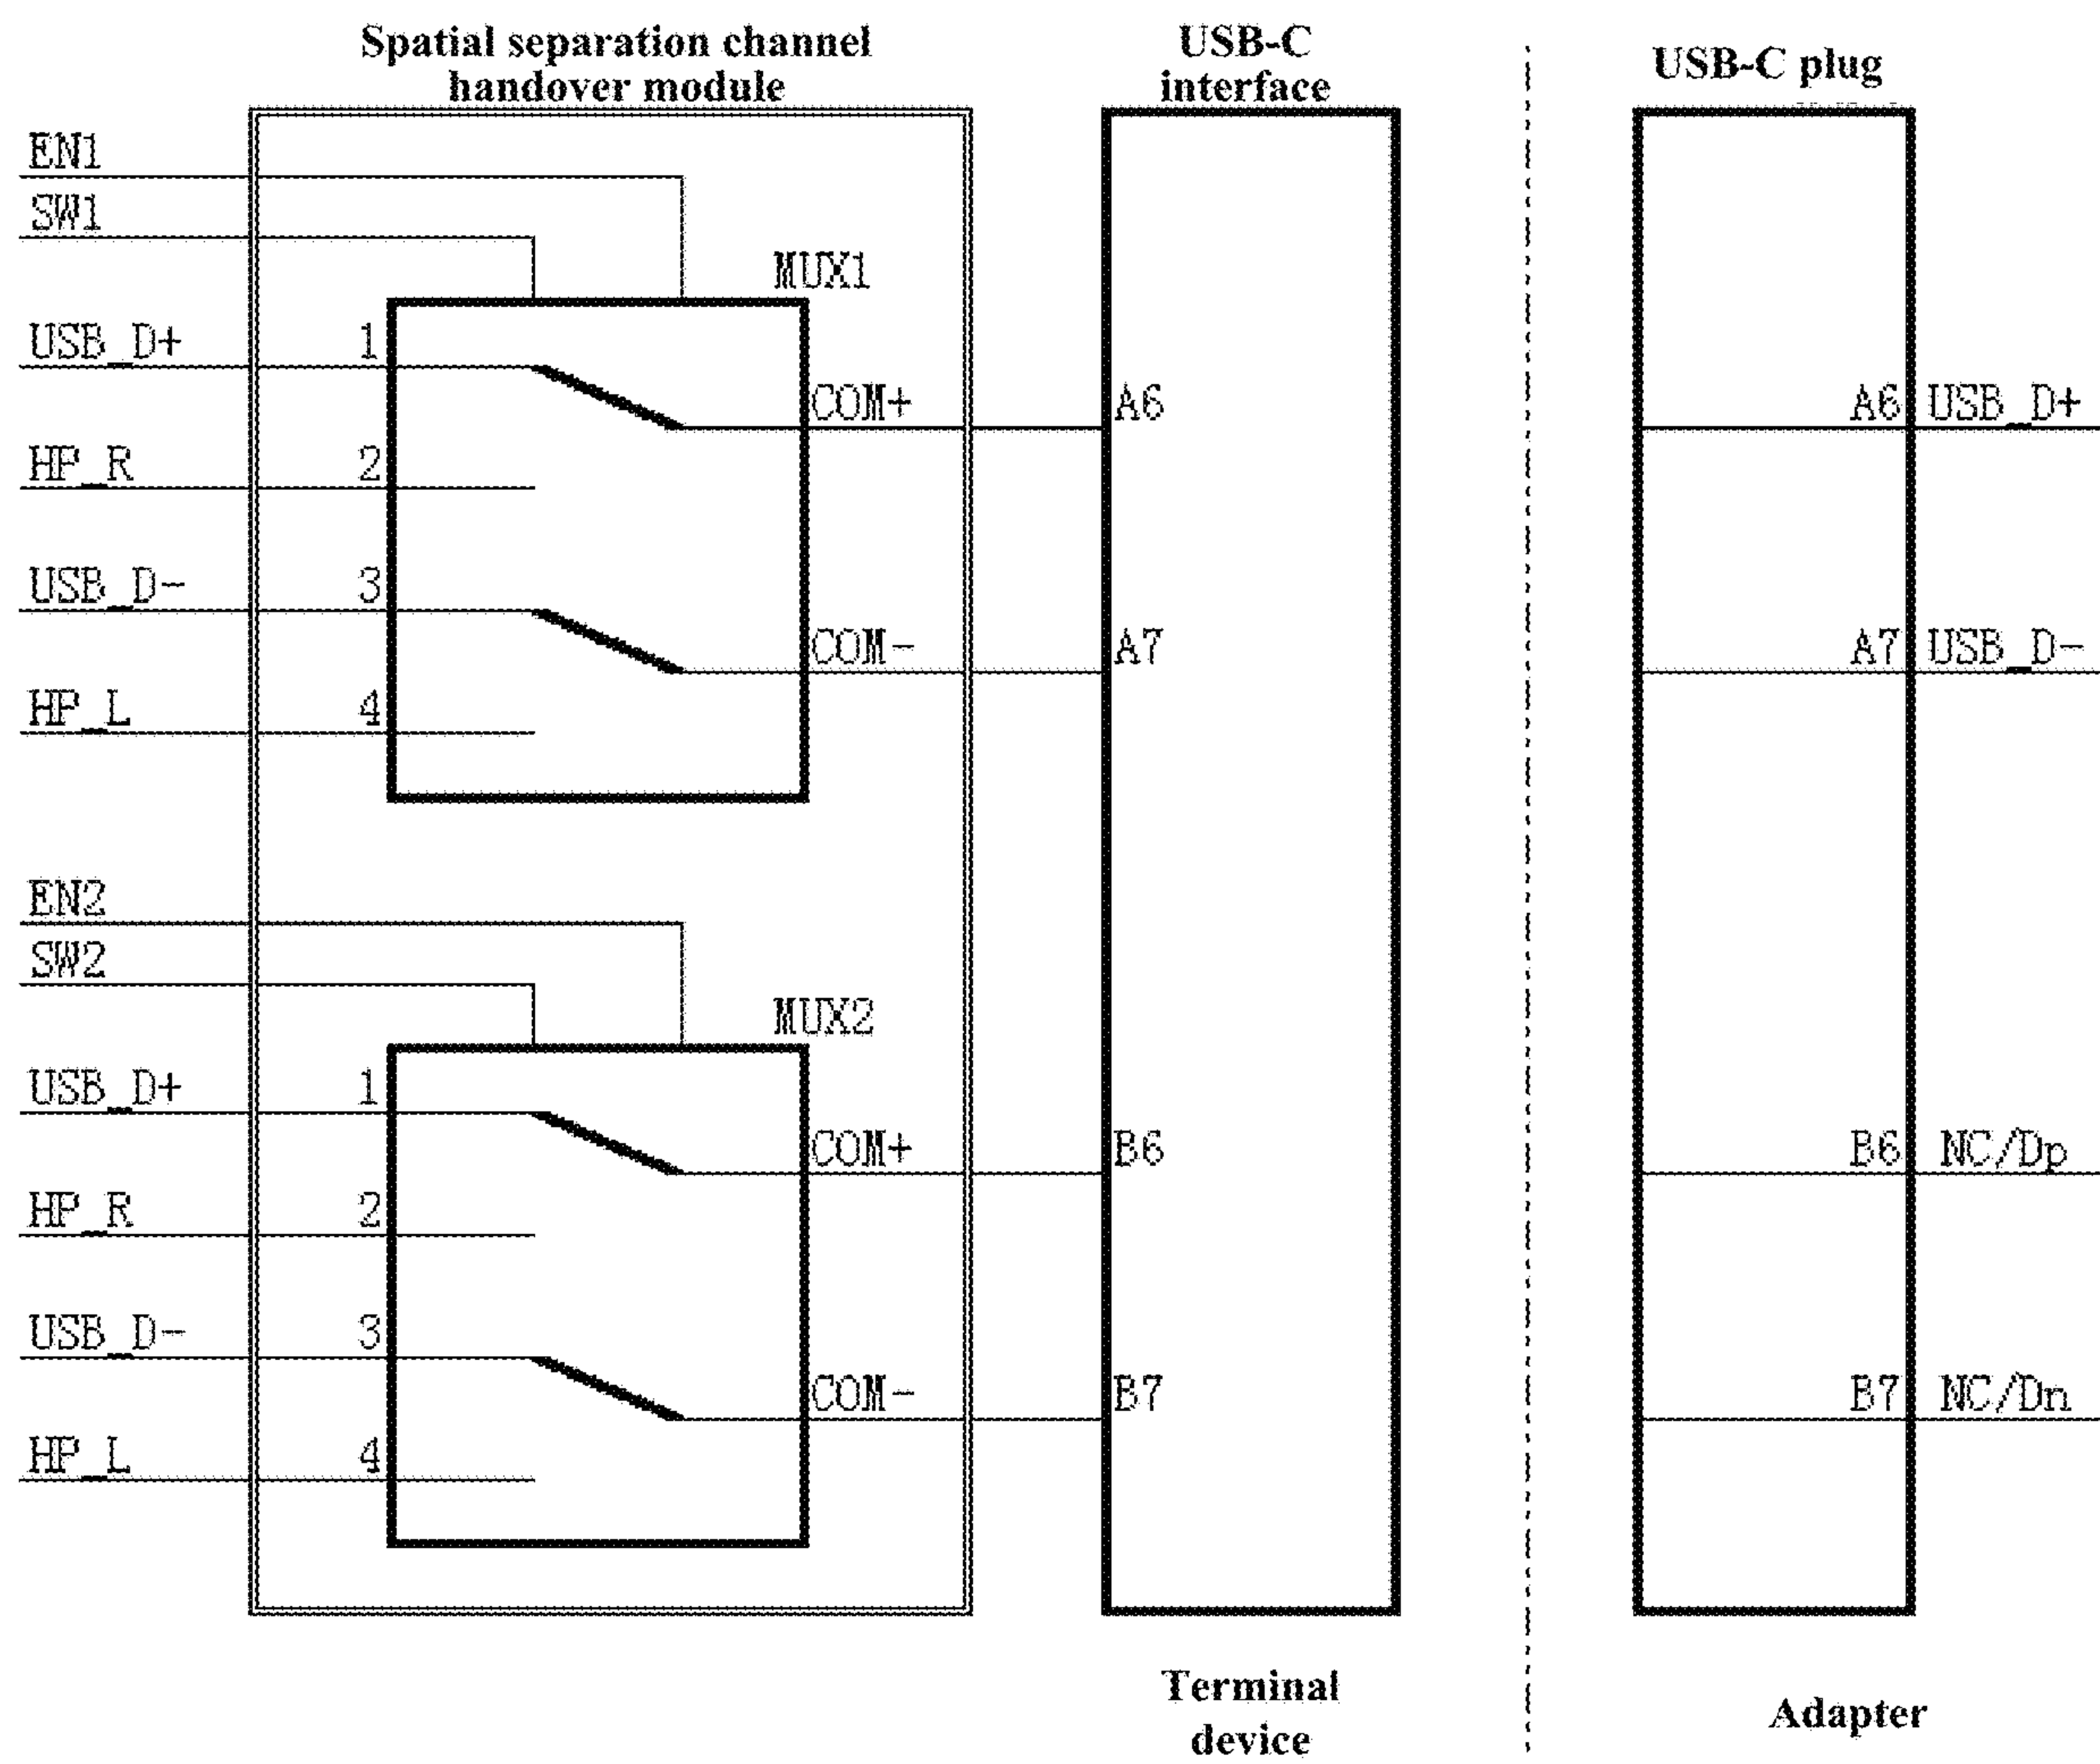 Spatial separation channel
handover module
USB-C
interface
USB-C plug
EN1
SW1
MUX1
USB_D+ 1
COM+ A6 A6 USB_D+
HP_R 2
USB_D- 3
COM- A7 A7 USB_D-
HP_L 4
EN2
SW2
MUX2
USB_D+ 1
COM+ B6 B6 NC/Dp
HP_R 2
USB_D- 3
COM- B7 B7 NC/Dn
HP_L 4
Terminal
device
Adapter